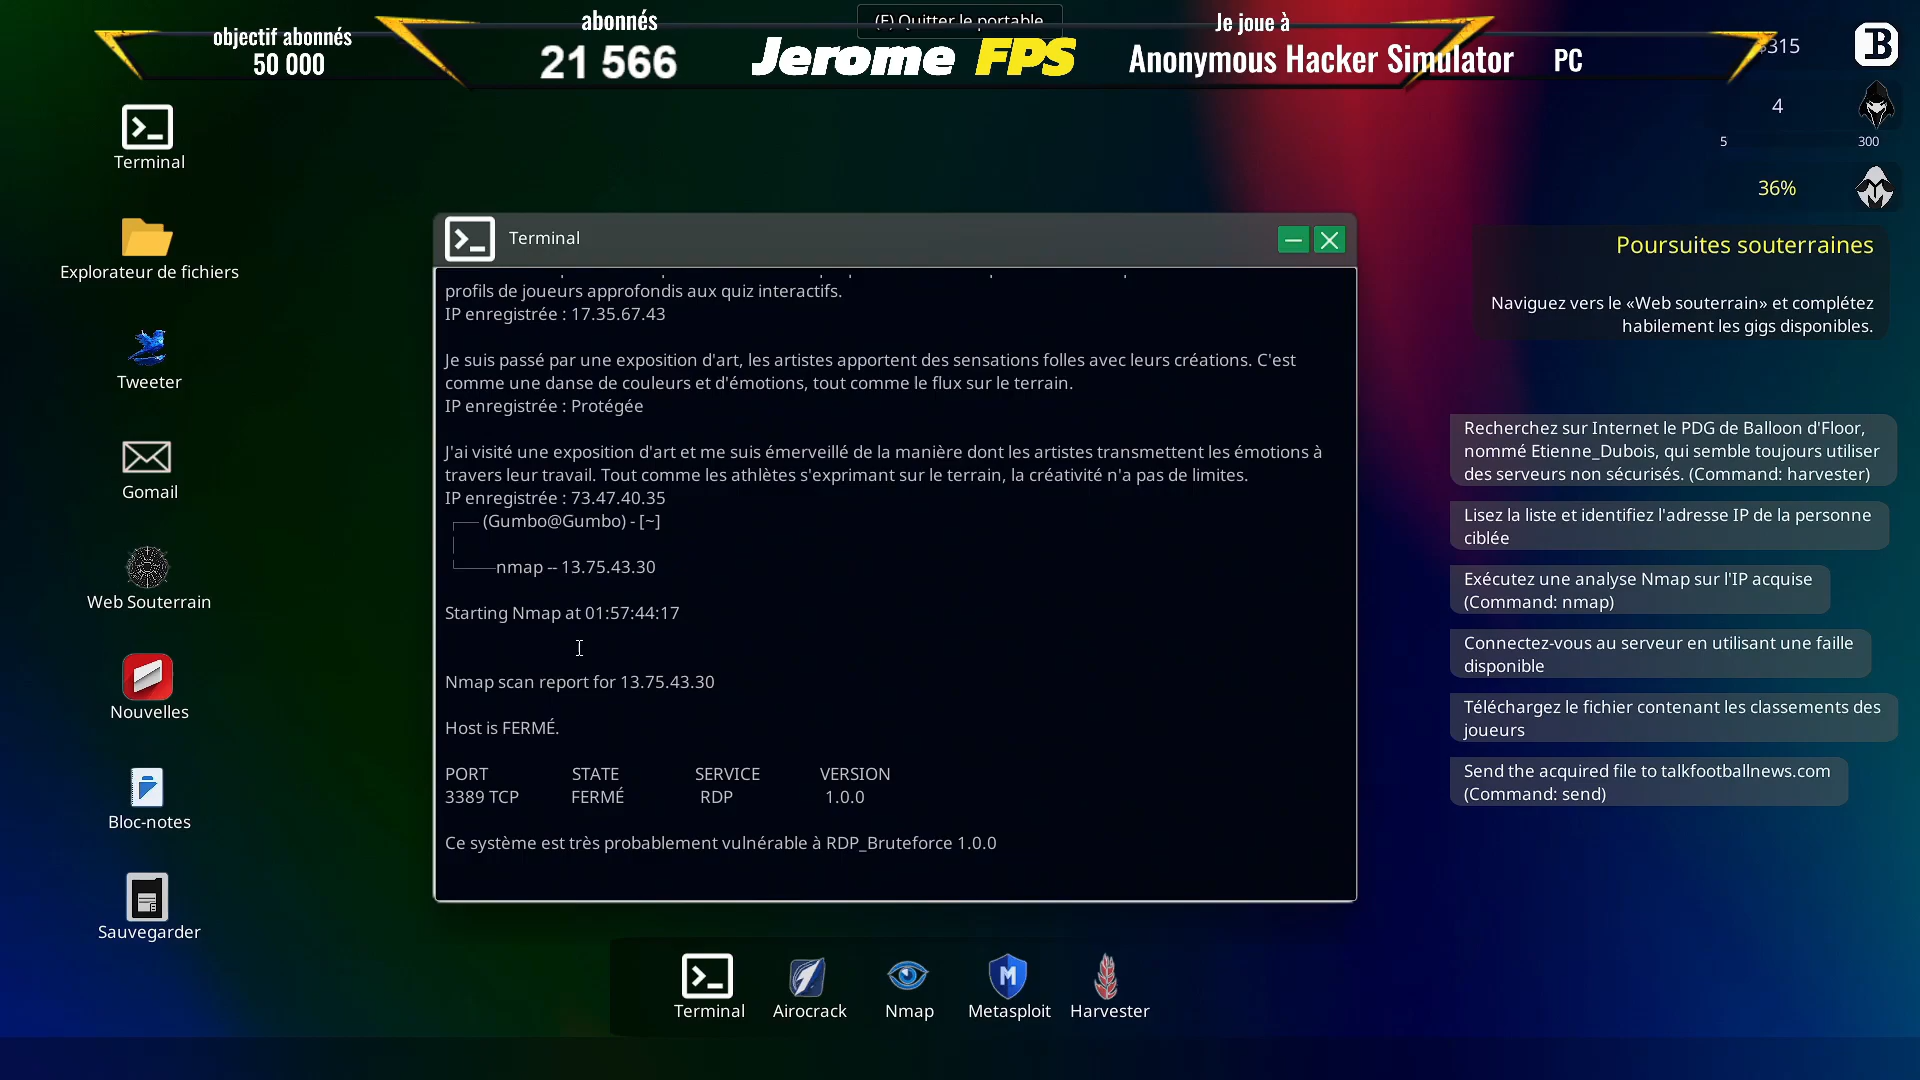 (E) Quitter le portable
objectif abonnés
50 000
abonnés
21 566
Jerome FPS
Je joue à
Anonymous Hacker Simulator PC
315
4
5 300
36%
Terminal
Explorateur de fichiers
Tweeter
Gomail
Web Souterrain
Nouvelles
Bloc-notes
Sauvegarder
Terminal
profils de joueurs approfondis aux quiz interactifs.
IP enregistrée : 17.35.67.43
Je suis passé par une exposition d'art, les artistes apportent des sensations folles avec leurs créations. C'est
comme une danse de couleurs et d'émotions, tout comme le flux sur le terrain.
IP enregistrée : Protégée
J'ai visité une exposition d'art et me suis émerveillé de la manière dont les artistes transmettent les émotions à
travers leur travail. Tout comme les athlètes s'exprimant sur le terrain, la créativité n'a pas de limites.
IP enregistrée : 73.47.40.35
(Gumbo@Gumbo) - [~]
nmap -- 13.75.43.30
Starting Nmap at 01:57:44:17
Nmap scan report for 13.75.43.30
Host is FERMÉ.
PORT STATE SERVICE VERSION
3389 TCP FERMÉ RDP 1.0.0
Ce système est très probablement vulnérable à RDP_Bruteforce 1.0.0
Poursuites souterraines
Naviguez vers le «Web souterrain» et complétez
habilement les gigs disponibles.
Recherchez sur Internet le PDG de Balloon d'Floor,
nommé Etienne_Dubois, qui semble toujours utiliser
des serveurs non sécurisés. (Command: harvester)
Lisez la liste et identifiez l'adresse IP de la personne
ciblée
Exécutez une analyse Nmap sur l'IP acquise
(Command: nmap)
Connectez-vous au serveur en utilisant une faille
disponible
Téléchargez le fichier contenant les classements des
joueurs
Send the acquired file to talkfootballnews.com
(Command: send)
Terminal
Airocrack
Nmap
Metasploit
Harvester